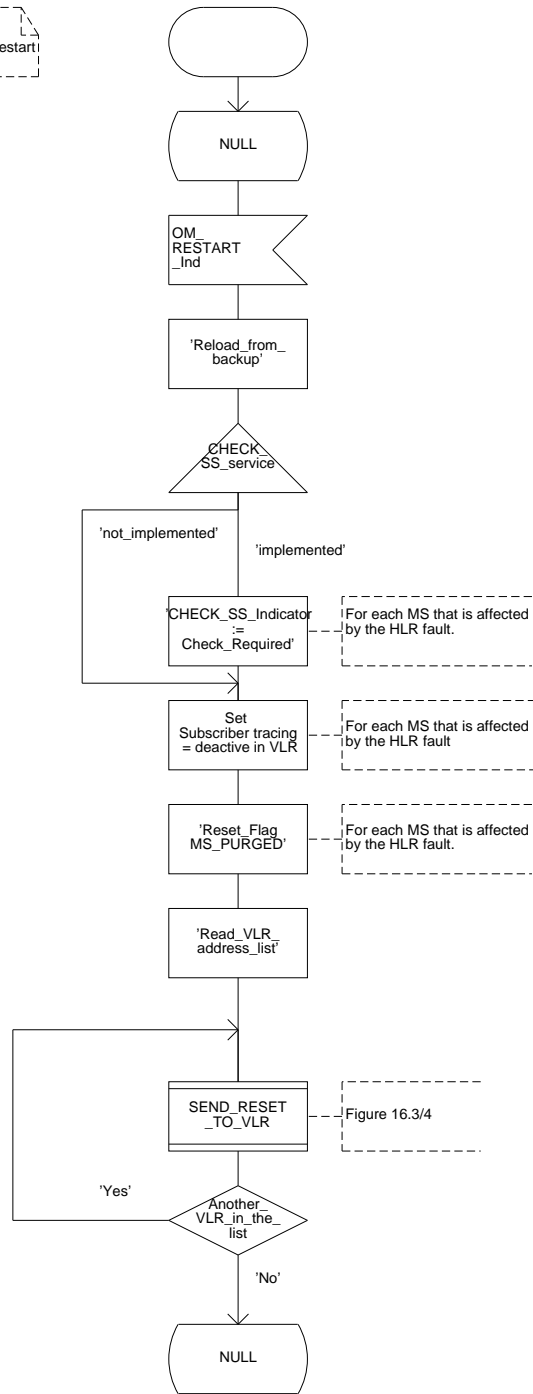 estart
NULL
OM_
RESTART
_Ind
'Reload_from_
backup'
CHECK_
SS_service
'not_implemented'
'implemented'
'CHECK_SS_Indicator
:=
Check_Required'
For each MS that is affected
by the HLR fault.
Set
Subscriber tracing
= deactive in VLR
For each MS that is affected
by the HLR fault
'Reset_Flag
MS_PURGED'
For each MS that is affected
by the HLR fault.
'Read_VLR_
address_list'
SEND_RESET
_TO_VLR
Figure 16.3/4
'Yes'
Another_
VLR_in_the_
list
'No'
NULL